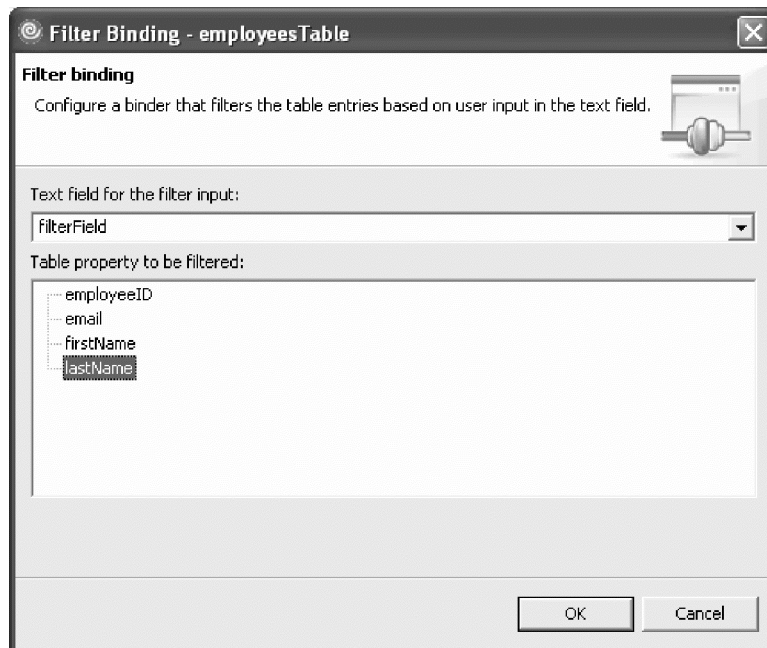 Filter Binding - employeesTable
Filter binding
Configure a binder that filters the table entries based on user input in the text field.
Text field for the filter input:
filterField
Table property to be filtered:
employeeID
email
firstName
lastName
OK Cancel